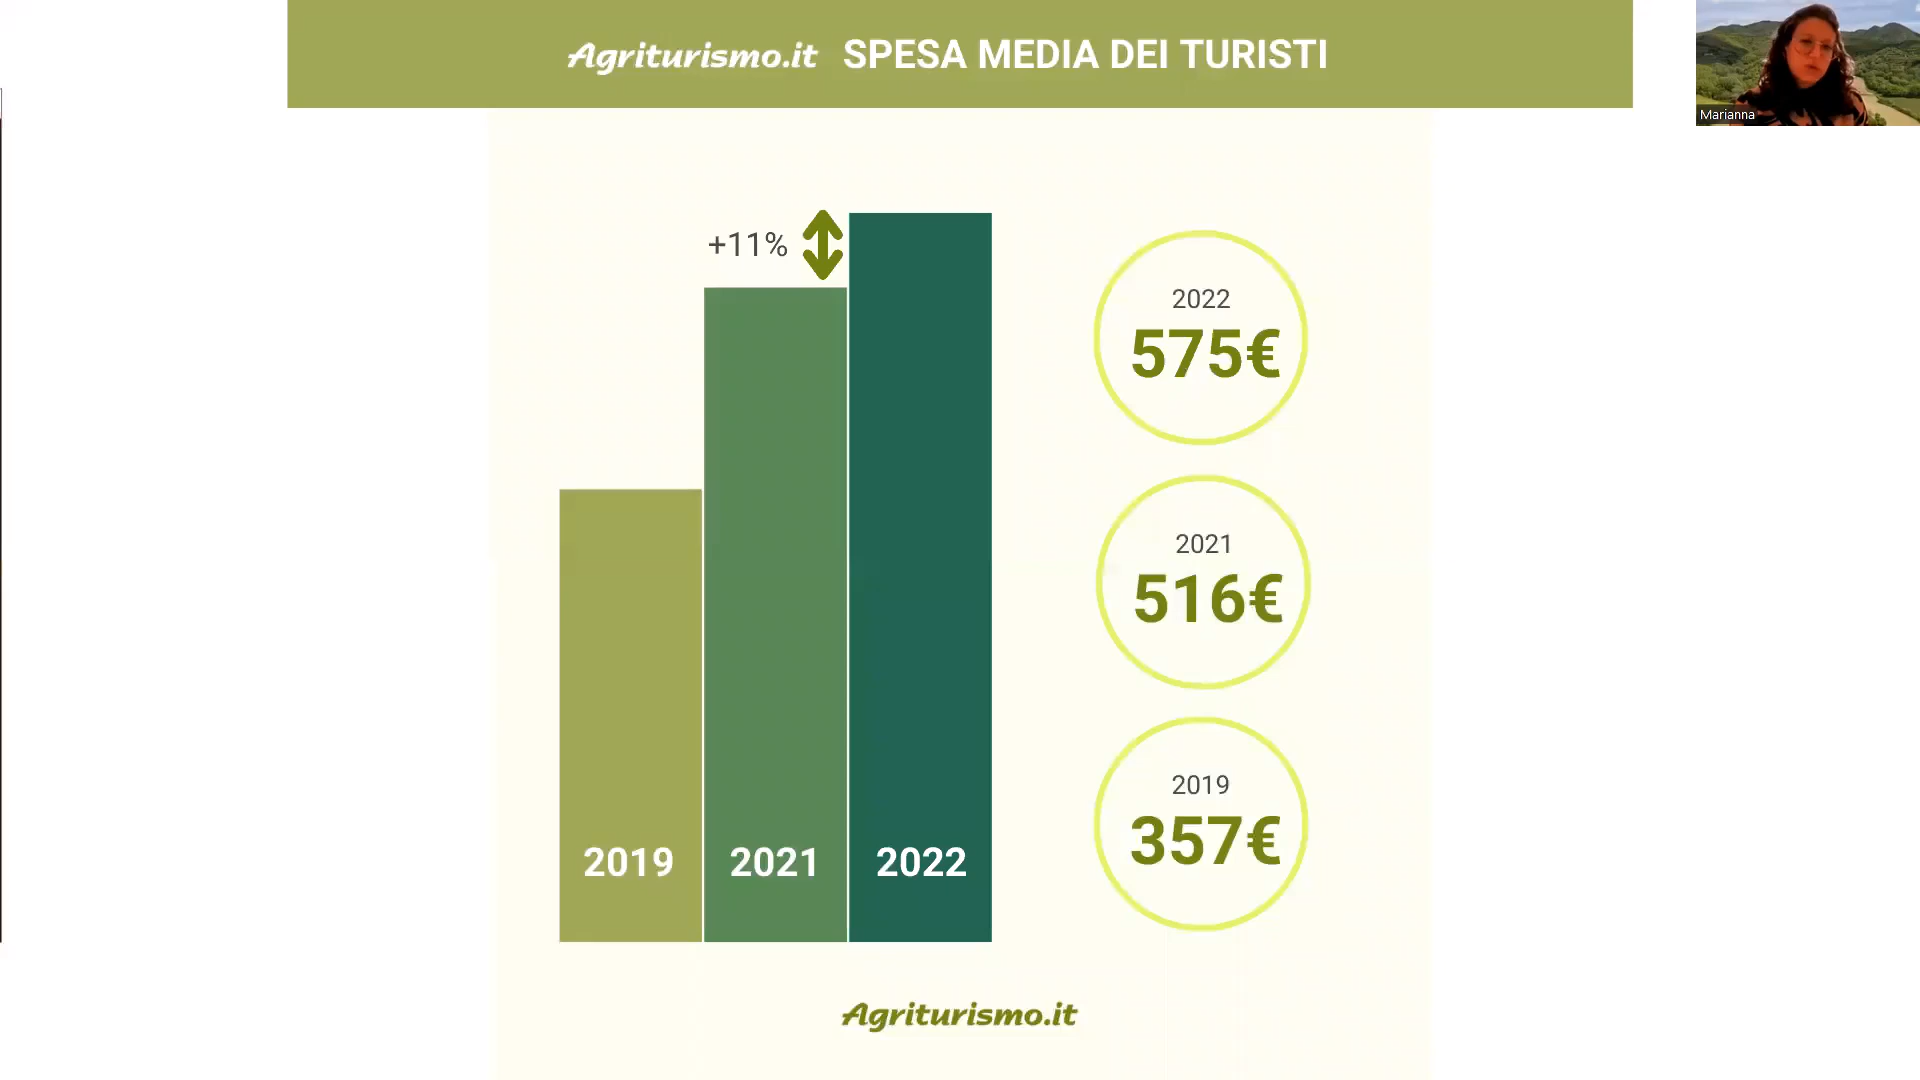 Agriturismo.it SPESA MEDIA DEI TURISTI
Marianna
+11%
2022
575€
2021
516€
2019
357€
2019 2021 2022
Agriturismo.it